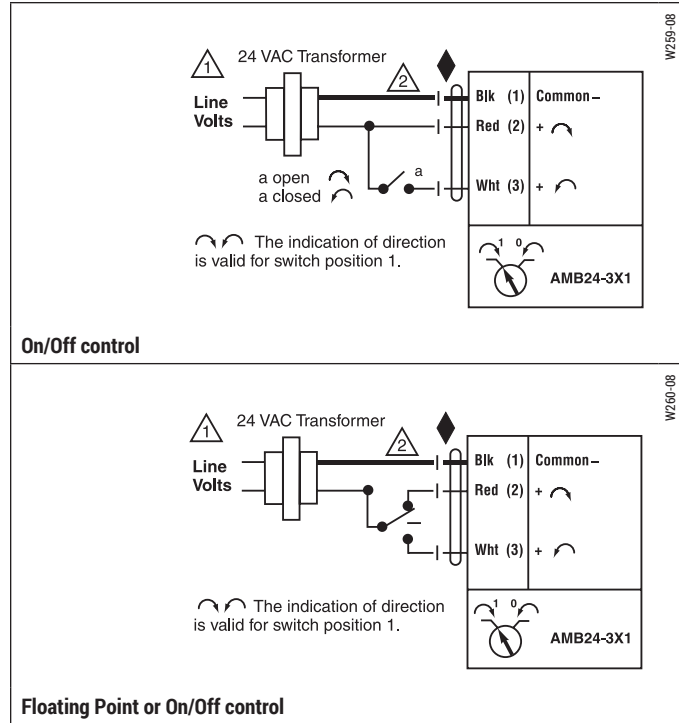 W259-08
24 VAC Transformer
1
2
Line
Volts
Blk (1) Common –
Red (2) +
a
a open
a closed
Wht (3) +
The indication of direction
is valid for switch position 1.
1 0
AMB24-3X1
On/Off control
W260-08
24 VAC Transformer
1
2
Line
Volts
Blk (1) Common –
Red (2) +
Wht (3) +
The indication of direction
is valid for switch position 1.
1 0
AMB24-3X1
Floating Point or On/Off control